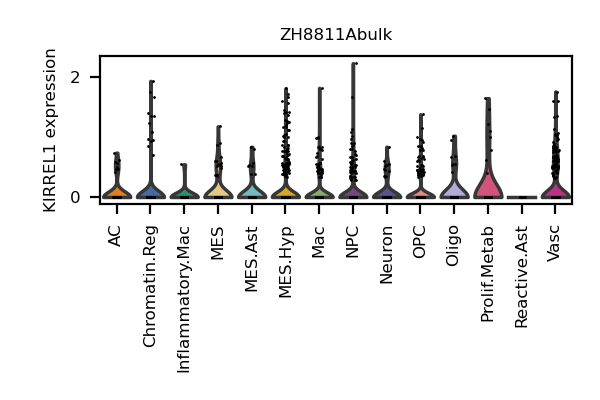 ZH8811Abulk
KIRREL1 expression
2
0
AC
Chromatin.Reg
Inflammatory.Mac
MES
MES.Ast
MES.Hyp
Mac
NPC
Neuron
OPC
Oligo
Prolif.Metab
Reactive.Ast
Vasc